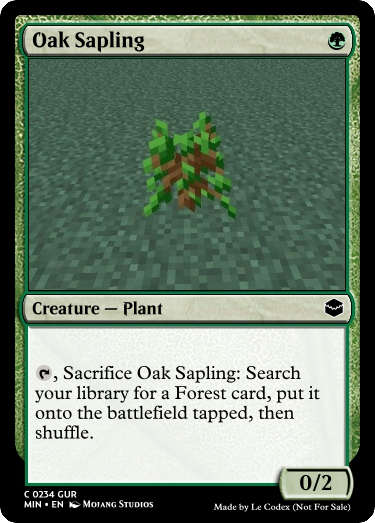 Oak Sapling
Creature — Plant
, Sacrifice Oak Sapling: Search
your library for a Forest card, put it
onto the battlefield tapped, then
shuffle.
0/2
C 0234 GUR
MIN • EN Mojang Studios
Made by Le Codex (Not For Sale)